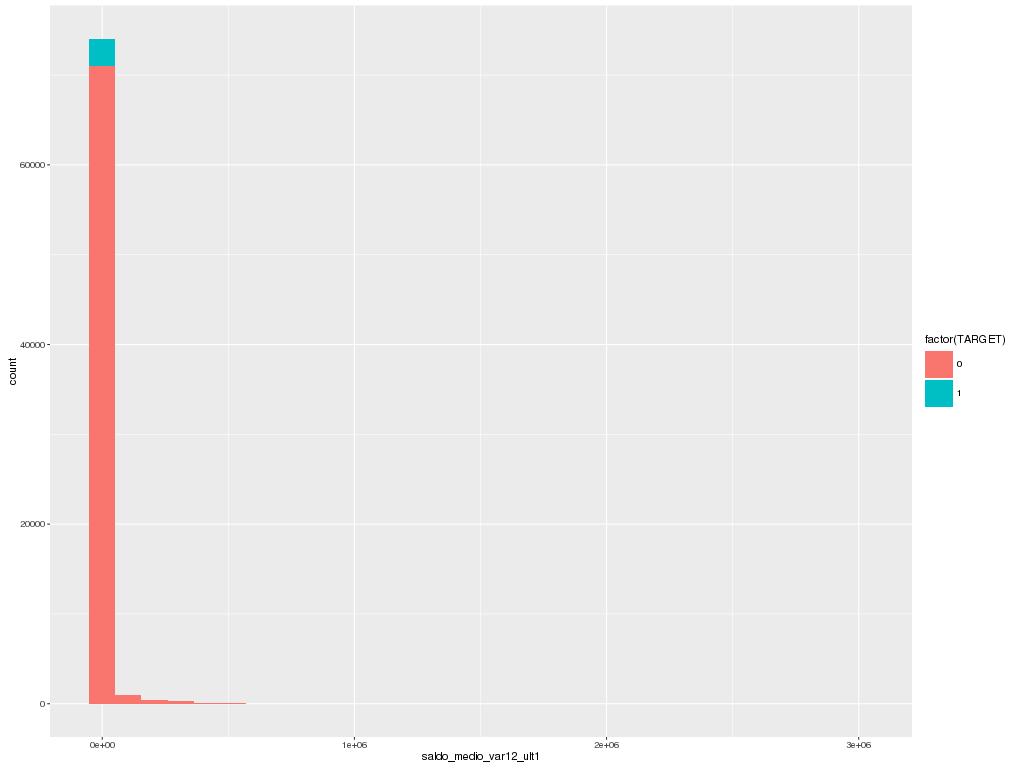 60000
40000
20000
0
count
0e+00
1e+06
2e+06
3e+06
saldo_medio_var12_ult1
factor(TARGET)
0
1